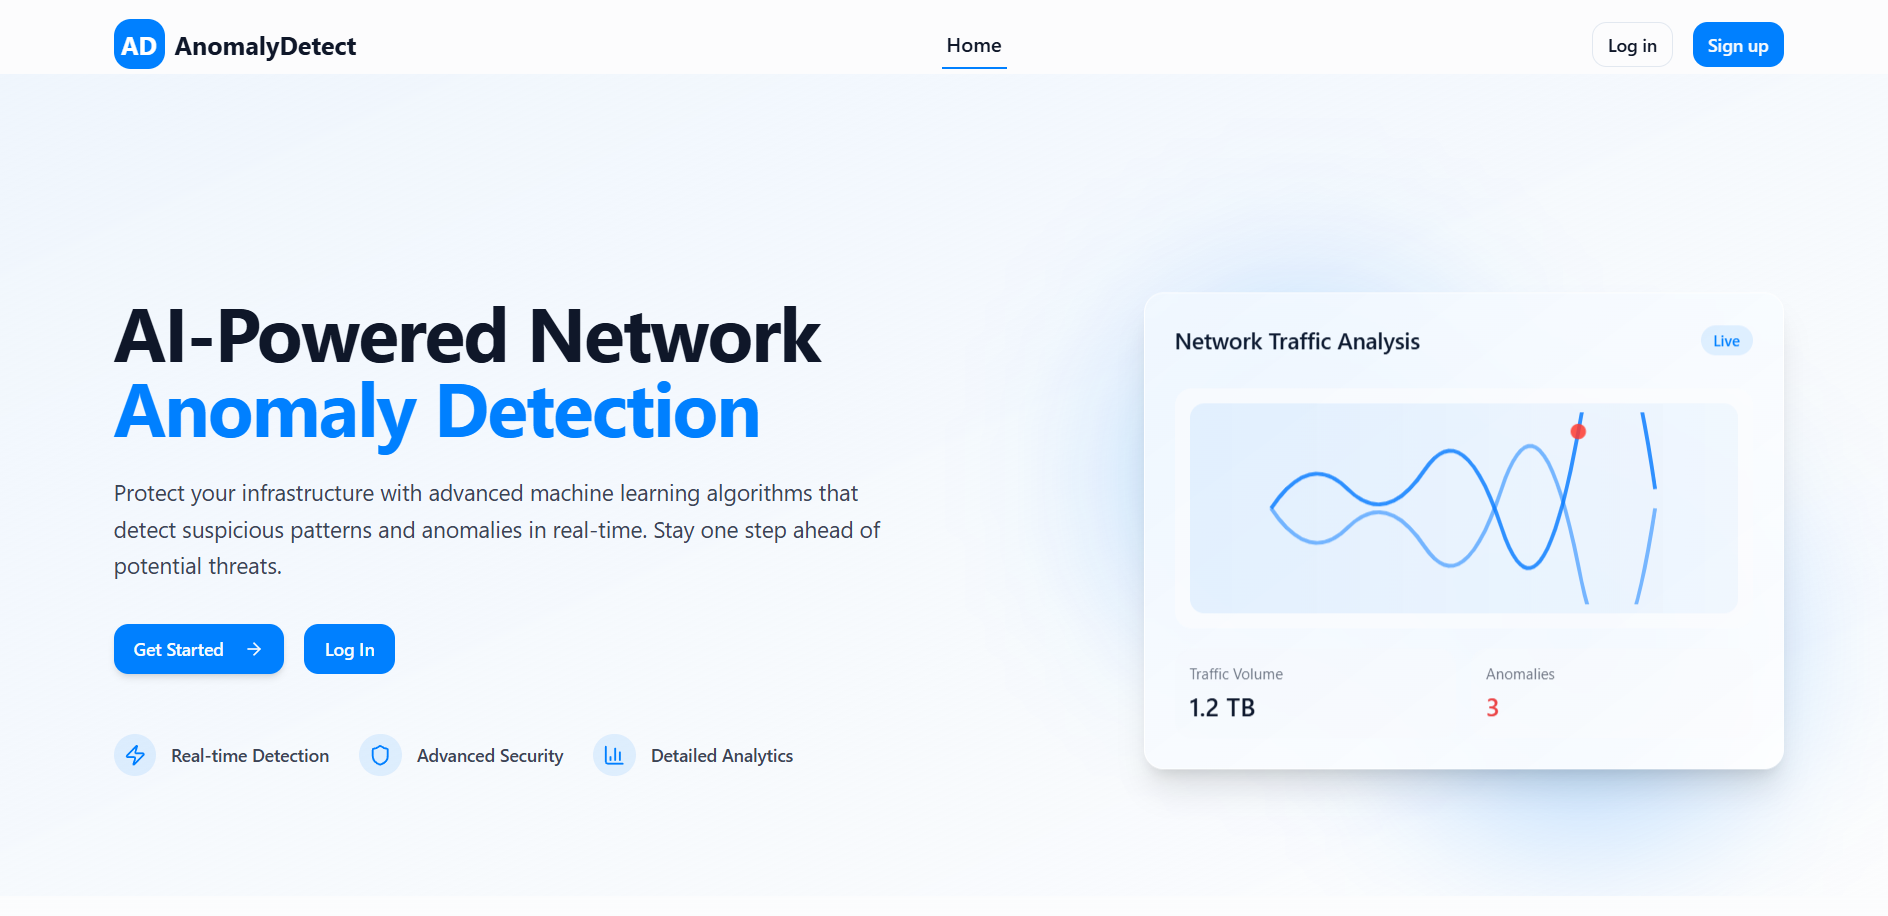 AD AnomalyDetect
Home
Log in
Sign up
AI-Powered Network
Anomaly Detection
Protect your infrastructure with advanced machine learning algorithms that
detect suspicious patterns and anomalies in real-time. Stay one step ahead of
potential threats.
Get Started
Log In
Real-time Detection
Advanced Security
Detailed Analytics
Network Traffic Analysis
Live
Traffic Volume
1.2 TB
Anomalies
3